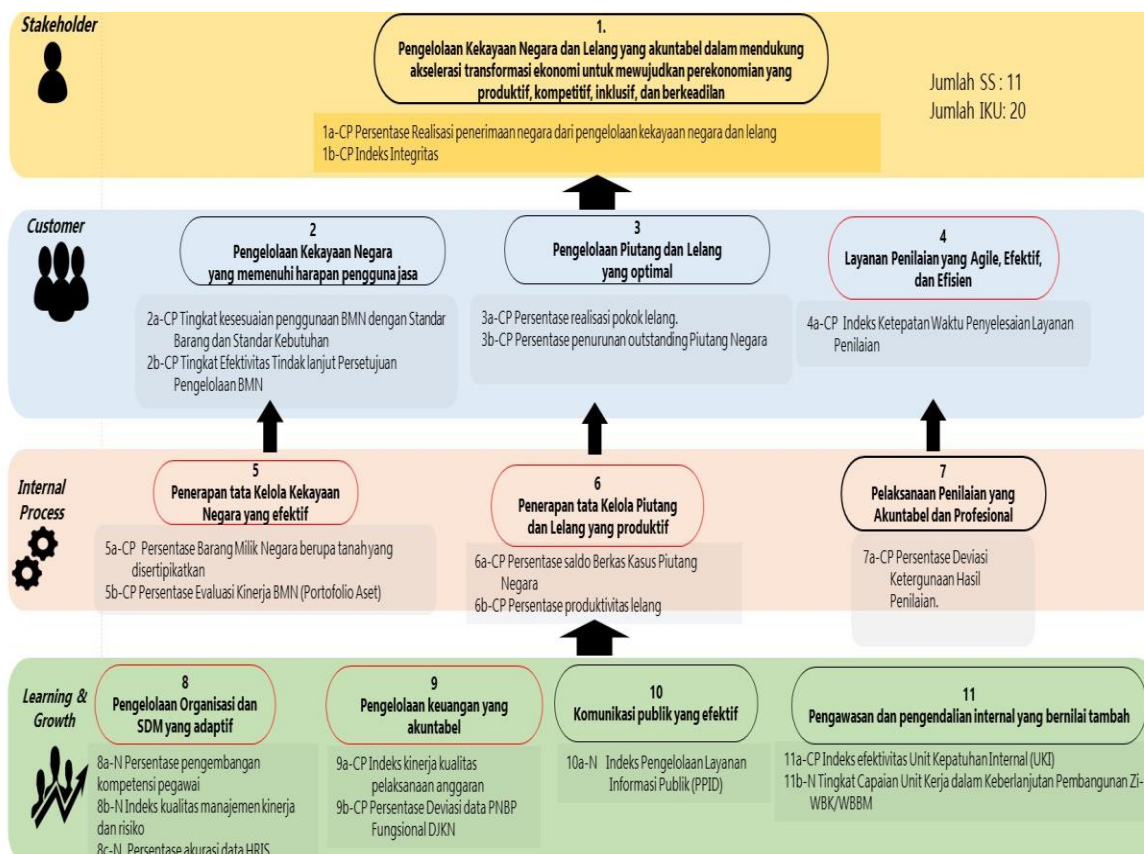 Stakeholder
1.
Pengelolaan Kekayaan Negara dan Lelang yang akuntabel dalam mendukung
akselerasi transformasi ekonomi untuk mewujudkan perekonomian yang
produktif, kompetitif, inklusif, dan berkeadilan
Jumlah SS : 11
Jumlah IKU: 20
1a-CP Persentase Realisasi penerimaan negara dari pengelolaan kekayaan negara dan lelang
1b-CP Indeks Integritas
Customer
2
Pengelolaan Kekayaan Negara
yang memenuhi harapan pengguna jasa
2a-CP Tingkat kesesuaian penggunaan BMN dengan Standar
Barang dan Standar Kebutuhan
2b-CP Tingkat Efektivitas Tindak lanjut Persetujuan
Pengelolaan BMN
3
Pengelolaan Piutang dan Lelang
yang optimal
3a-CP Persentase realisasi pokok lelang.
3b-CP Persentase penurunan outstanding Piutang Negara
4
Layanan Penilaian yang Agile, Efektif,
dan Efisien
4a-CP Indeks Ketepatan Waktu Penyelesaian Layanan
Penilaian
Internal
Process
5
Penerapan tata Kelola Kekayaan
Negara yang efektif
5a-CP Persentase Barang Milik Negara berupa tanah yang
disertipikatkan
5b-CP Persentase Evaluasi Kinerja BMN (Portofolio Aset)
6
Penerapan tata Kelola Piutang
dan Lelang yang produktif
6a-CP Persentase saldo Berkas Kasus Piutang
Negara
6b-CP Persentase produktivitas lelang
7
Pelaksanaan Penilaian yang
Akuntabel dan Profesional
7a-CP Persentase Deviasi
Ketergunaan Hasil
Penilaian.
Learning &
Growth
8
Pengelolaan Organisasi dan
SDM yang adaptif
8a-N Persentase pengembangan
kompetensi pegawai
8b-N Indeks kualitas manajemen kinerja
dan risiko
8c-N Persentase akurasi data HRIS
9
Pengelolaan keuangan yang
akuntabel
9a-CP Indeks kinerja kualitas
pelaksanaan anggaran
9b-CP Persentase Deviasi data PNBP
Fungsional DJKN
10
Komunikasi publik yang efektif
10a-N Indeks Pengelolaan Layanan
Informasi Publik (PPID)
11
Pengawasan dan pengendalian internal yang bernilai tambah
11a-CP Indeks efektivitas Unit Kepatuhan Internal (UKI)
11b-N Tingkat Capaian Unit Kerja dalam Keberlanjutan Pembangunan Zi-
WBK/WBBM